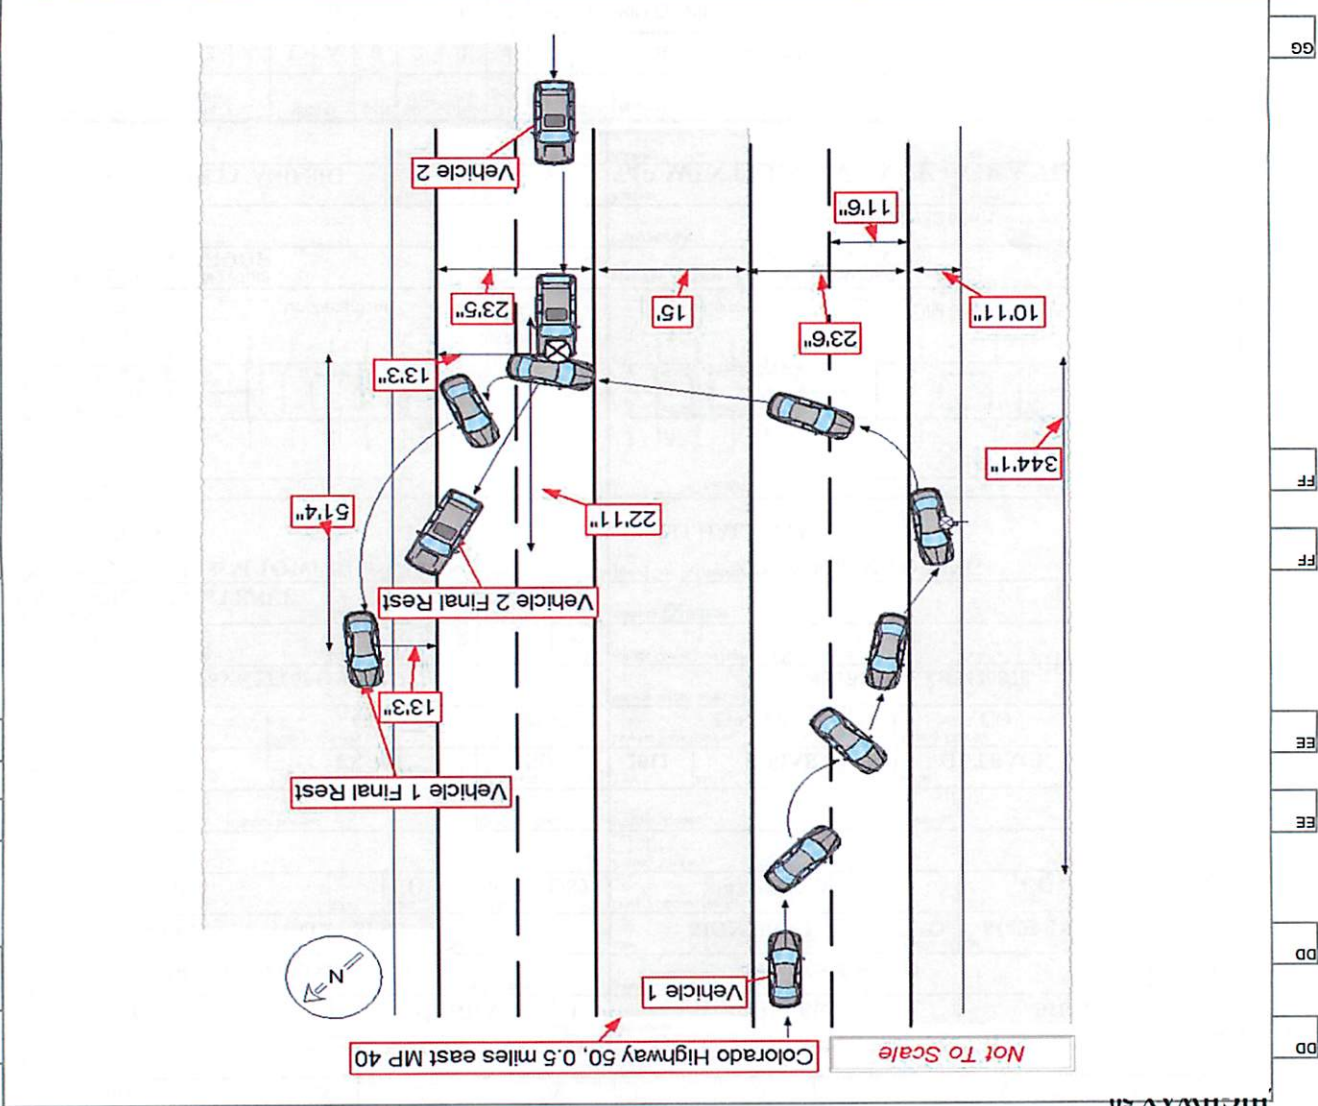 DD
Not To Scale
Colorado Highway 50, 0.5 miles east MP 40
DD
Vehicle 1
N
EE
Vehicle 1 Final Rest
EE
13'3"
Vehicle 2 Final Rest
FF
22'11"
51'4"
FF
344'1"
13'3"
23'6"
10'11"
15'
23'5"
11'6"
Vehicle 2
GG